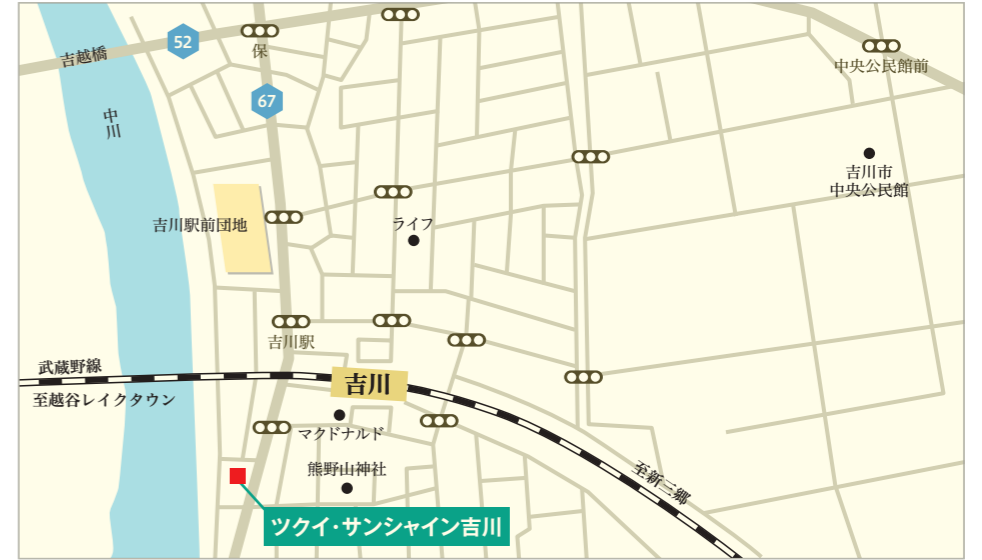 52
吉越橋
保
中央公民館前
67
中川
吉川市
中央公民館
吉川駅前団地
ライフ
吉川駅
武蔵野線
吉川
至越谷レイクタウン
マクドナルド
熊野山神社
至新三郷
ツクイ・サンシャイン吉川